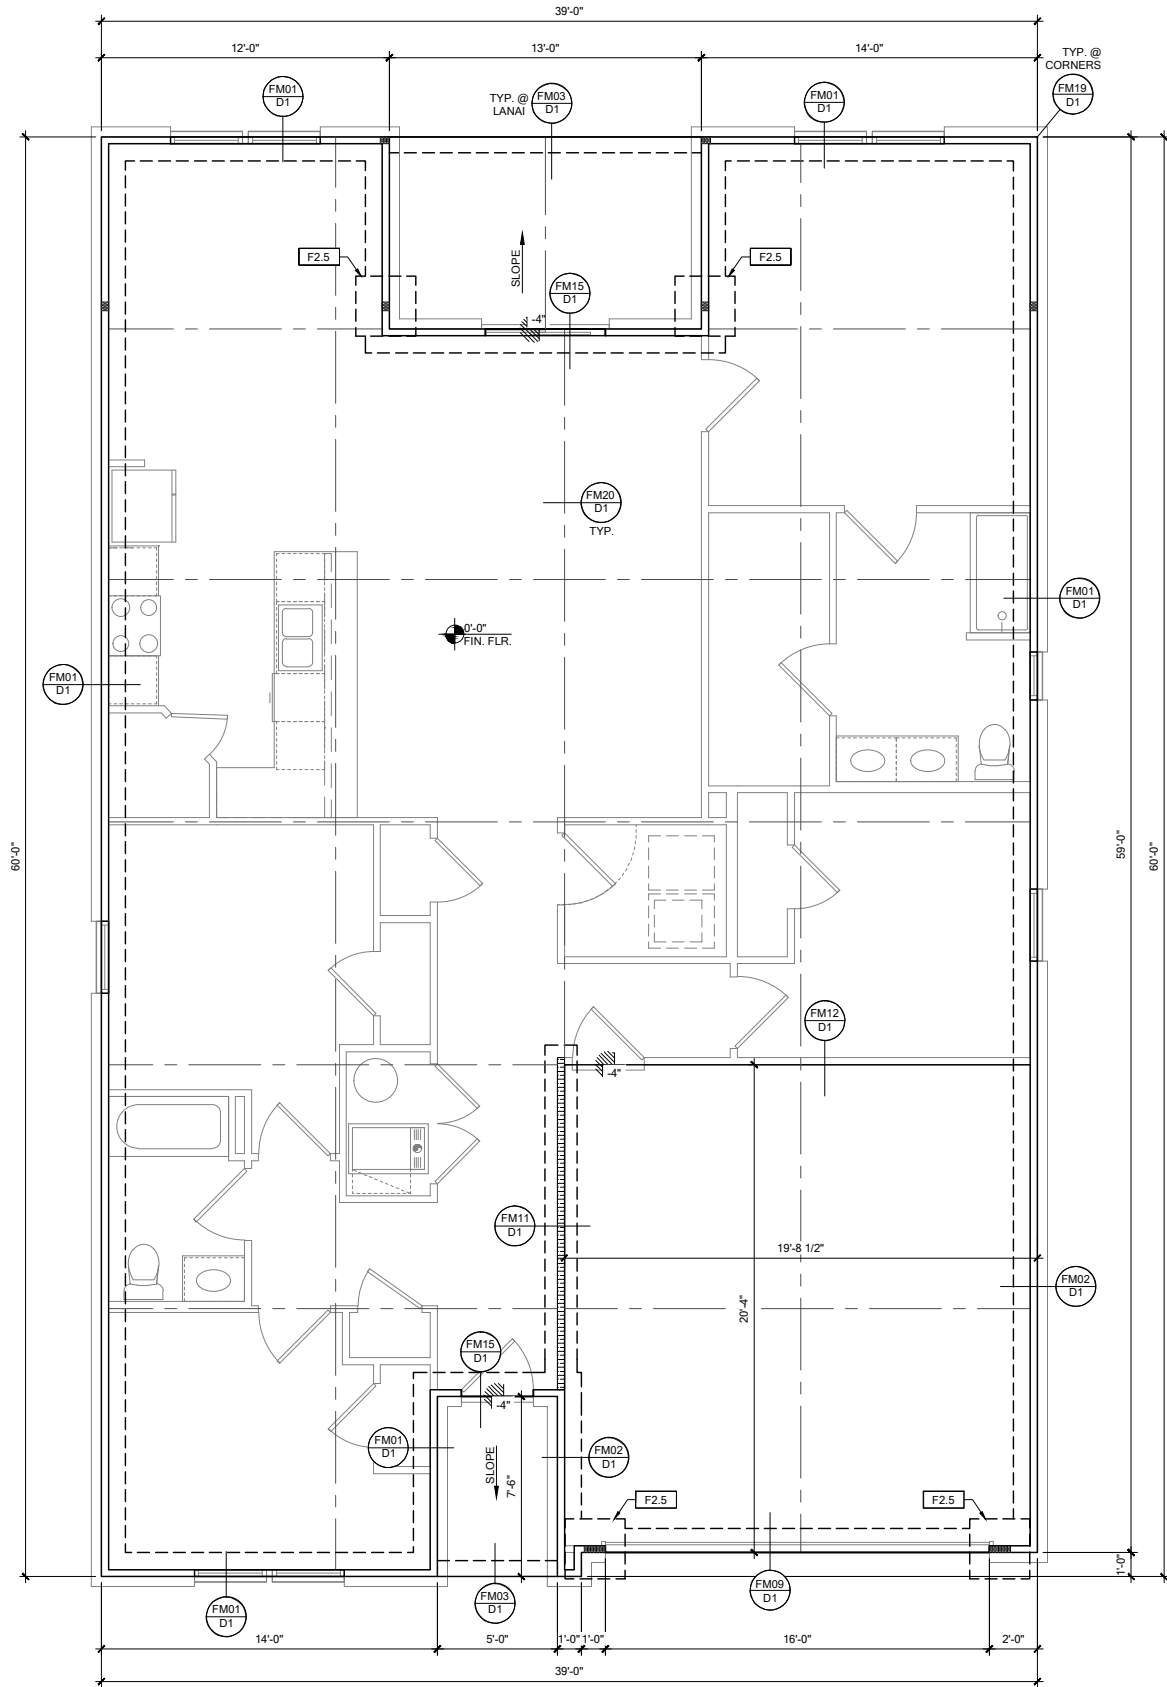 39'-0"
12'-0"
13'-0"
14'-0"
TYP. @
CORNERS
FM01
D1
TYP. @
LANAI
FM03
D1
FM01
D1
FM19
D1
F2.5
SLOPE
F2.5
FM15
D1
-4"
FM20
D1
TYP.
FM01
D1
0'-0"
FIN. FLR.
FM01
D1
60'-0"
59'-0"
60'-0"
FM12
D1
-4"
FM11
D1
19'-8 1/2"
FM02
D1
20'-4"
FM15
D1
-4"
FM01
D1
SLOPE
7'-6"
FM02
D1
F2.5
F2.5
1'-0"
FM01
D1
FM03
D1
FM09
D1
14'-0"
5'-0"
1'-0"
1'-0"
16'-0"
2'-0"
39'-0"